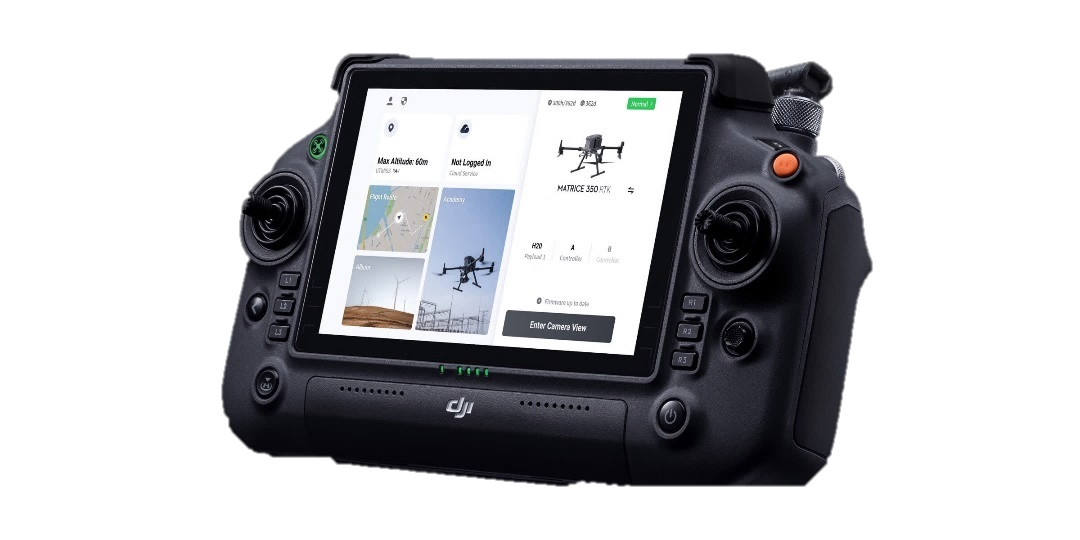 Normal >
Max Altitude: 60m
Not Logged In
Cloud Service
MATRICE 350 RTK
Flight Route
Academy
H20
Payload 1
A
Controller
B
Controller
Album
Firmware up to date
Enter Camera View
L1
L2
L3
R1
R2
R3
dji